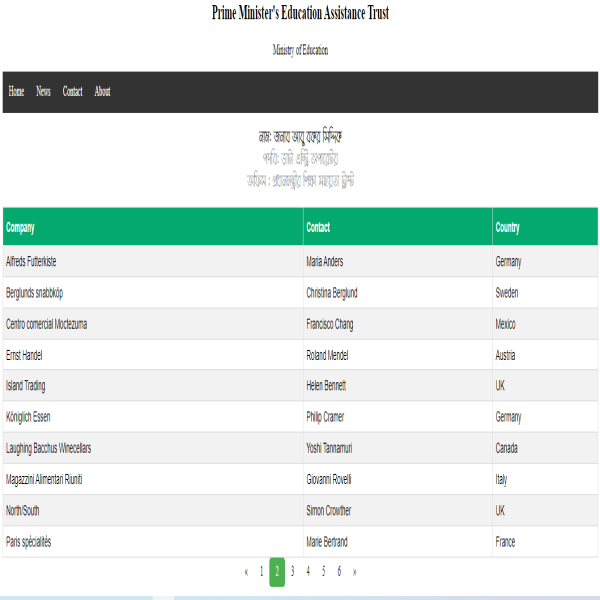 Prime Minister's Education Assistance Trust
Ministry of Education
Home News Contact About
নাম: জনাব আবু বকর সিদ্দিক
পদবি: ডাটা এন্ট্রি অপারেটর
অফিস : প্রধানমন্ত্রীর শিক্ষা সহায়তা ট্রাস্ট
Company Contact Country
Alfreds Futterkiste Maria Anders Germany
Berglunds snabbköp Christina Berglund Sweden
Centro comercial Moctezuma Francisco Chang Mexico
Ernst Handel Roland Mendel Austria
Island Trading Helen Bennett UK
Königlich Essen Philip Cramer Germany
Laughing Bacchus Winecellars Yoshi Tannamuri Canada
Magazzini Alimentari Riuniti Giovanni Rovelli Italy
North/South Simon Crowther UK
Paris spécialités Marie Bertrand France
« 1 2 3 4 5 6 »